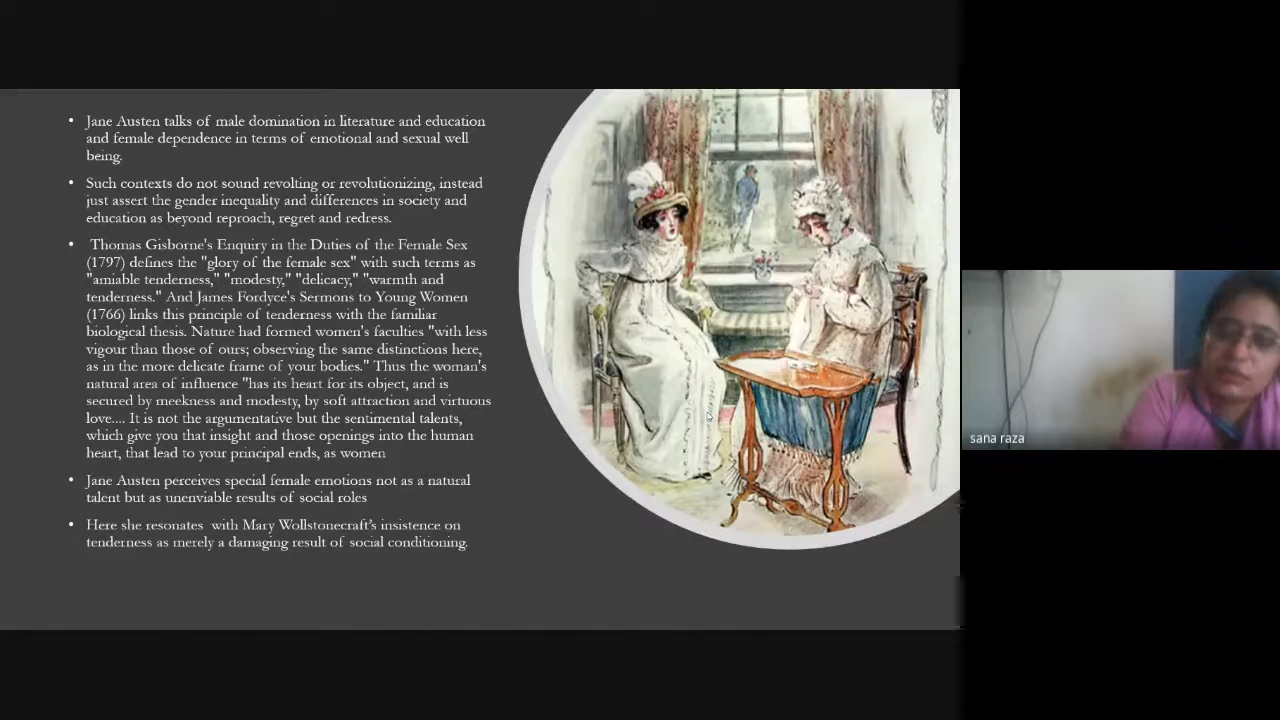 • Jane Austen talks of male domination in literature and education
and female dependence in terms of emotional and sexual well
being.
• Such contexts do not sound revolting or revolutionizing, instead
just assert the gender inequality and differences in society and
education as beyond reproach, regret and redress.
• Thomas Gisborne's Enquiry in the Duties of the Female Sex
(1797) defines the "glory of the female sex" with such terms as
"amiable tenderness," "modesty," "delicacy," "warmth and
tenderness." And James Fordyce's Sermons to Young Women
(1766) links this principle of tenderness with the familiar
biological thesis. Nature had formed women's faculties "with less
vigour than those of ours; observing the same distinctions here,
as in the more delicate frame of your bodies." Thus the woman's
natural area of influence "has its heart for its object, and is
secured by meekness and modesty, by soft attraction and virtuous
love.... It is not the argumentative but the sentimental talents,
which give you that insight and those openings into the human
heart, that lead to your principal ends, as women
• Jane Austen perceives special female emotions not as a natural
talent but as unenviable results of social roles
• Here she resonates with Mary Wollstonecraft's insistence on
tenderness as merely a damaging result of social conditioning.
sana raza